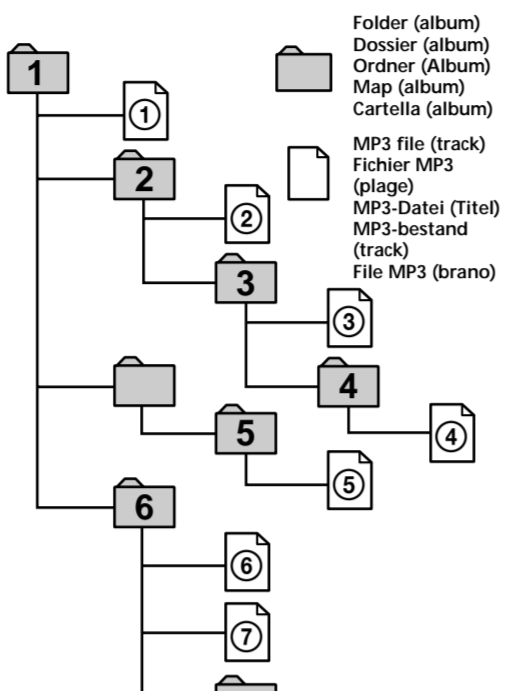 Folder (album)
Dossier (album)
Ordner (Album)
Map (album)
Cartella (album)
MP3 file (track)
Fichier MP3
(plage)
MP3-Datei (Titel)
MP3-bestand
(track)
File MP3 (brano)
1
①
2
②
3
③
4
④
5
⑤
6
⑥
⑦